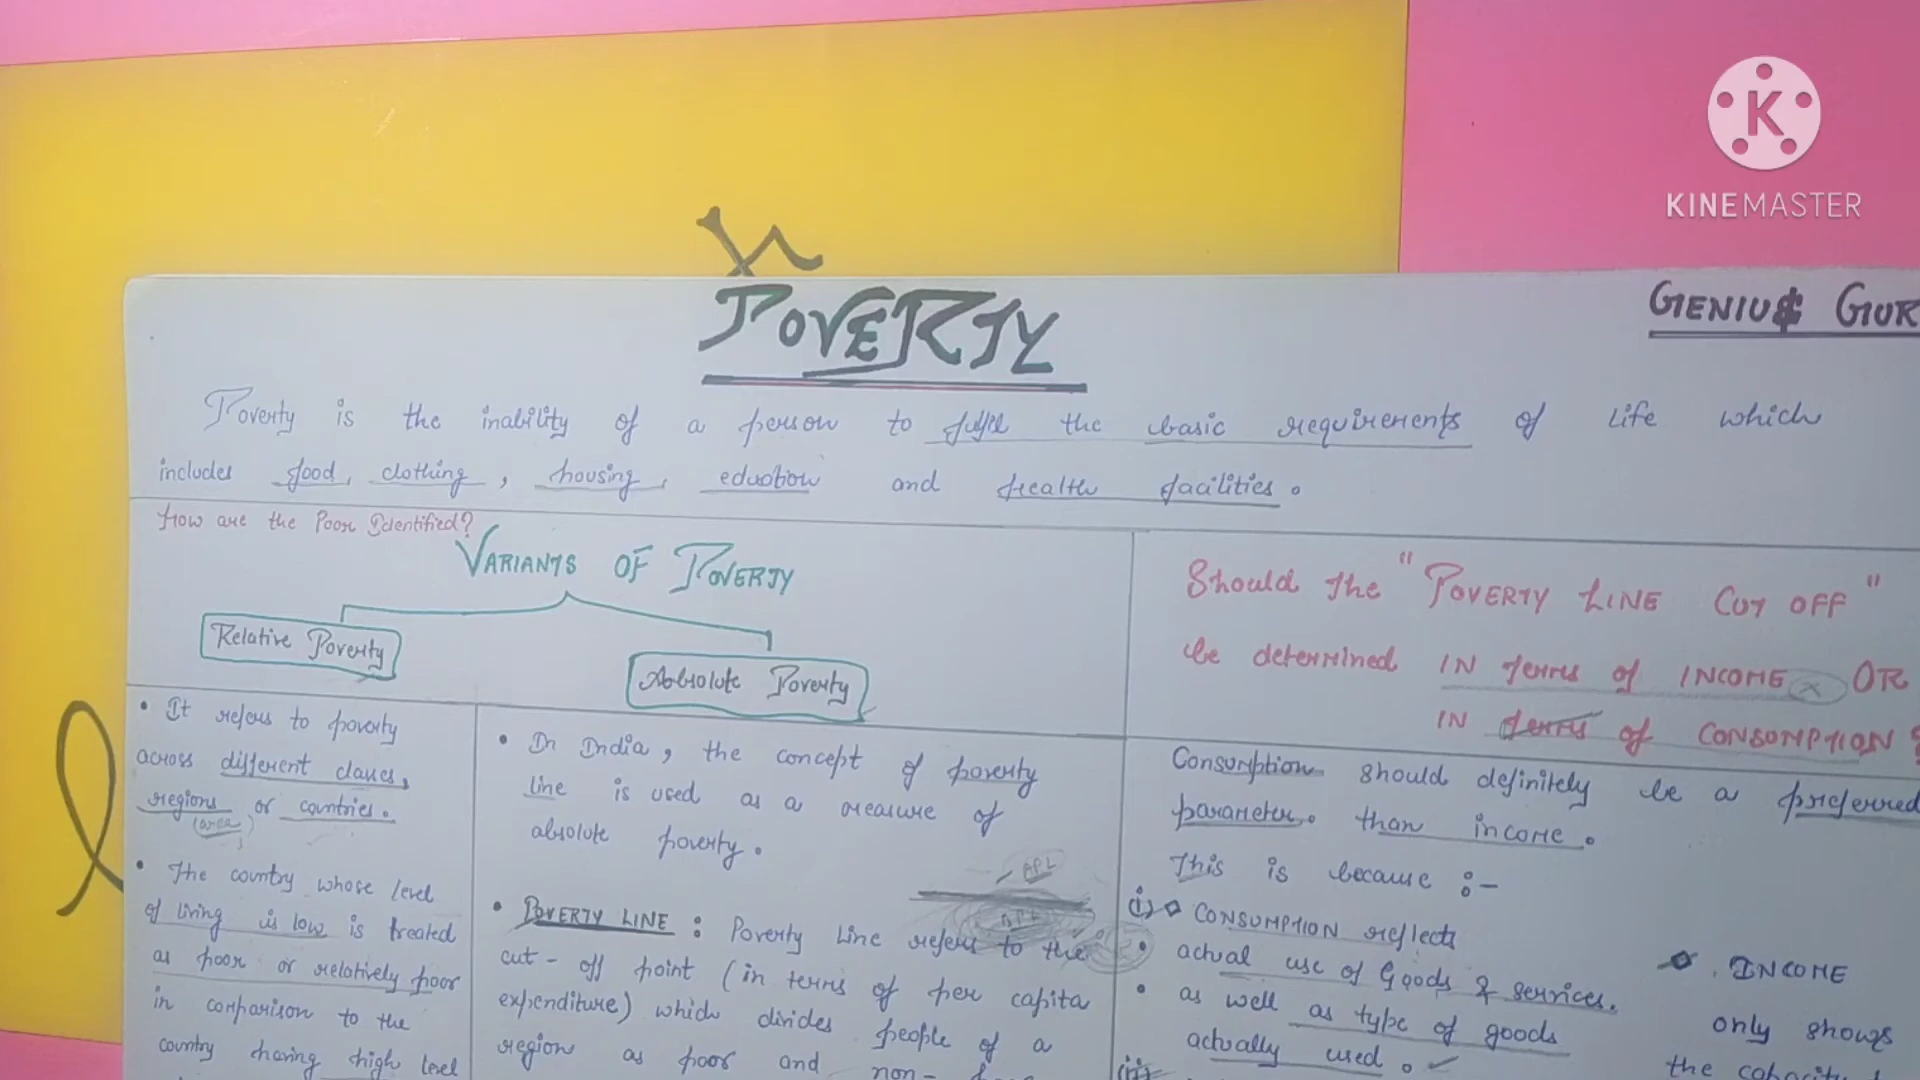 K
KINEMASTER
POVERTY
GENIU$ GUR
Poverty is the inability of a person to fulfil the basic requirements of life which
includes food, clothing, housing, eduction and health facilities.
How are the Poor Identified?
VARIANTS OF POVERTY
Relative Poverty
Absolute Poverty
• It refers to poverty
across different classes,
regions or countries.
(area)
• The country whose level
of living is low is treated
as poor or relatively poor
in comparison to the
country having high level
• In India, the concept of poverty
line is used as a measure of
absolute poverty.
APL
BPL
• POVERTY LINE : Poverty Line refers to the
cut-off point (in terms of per capita
expenditure) which divides people of a
region as poor and non-
Should the "POVERTY LINE CUT OFF"
be determined IN terms of INCOME x OR
IN terms of CONSUMPTION ?
Consumption should definitely be a preferred
parameter. than income.
This is because :-
(i) CONSUMPTION reflects
• actual use of Goods & services.
• as well as type of goods
actually used. ✓
(ii)
. INCOME
only shows
the